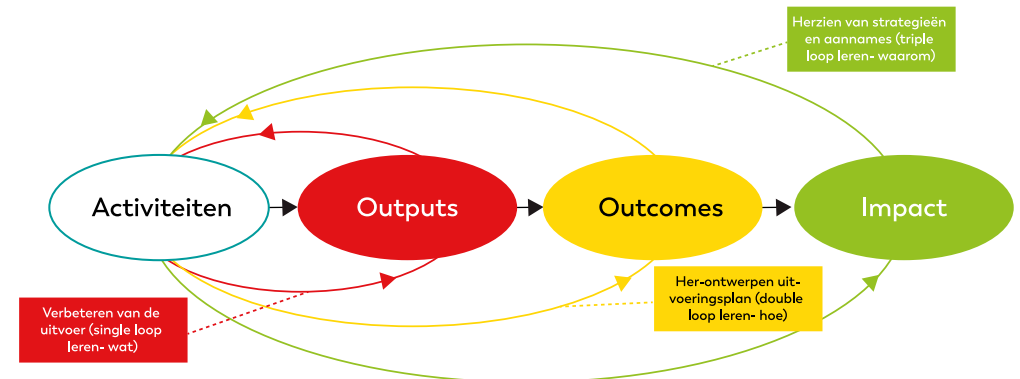 Herzien van strategieën
en aannames (triple
loop leren- waarom)
Activiteiten
Outputs
Outcomes
Impact
Her-ontwerpen uit-
voeringsplan (double
loop leren- hoe)
Verbeteren van de
uitvoer (single loop
leren- wat)